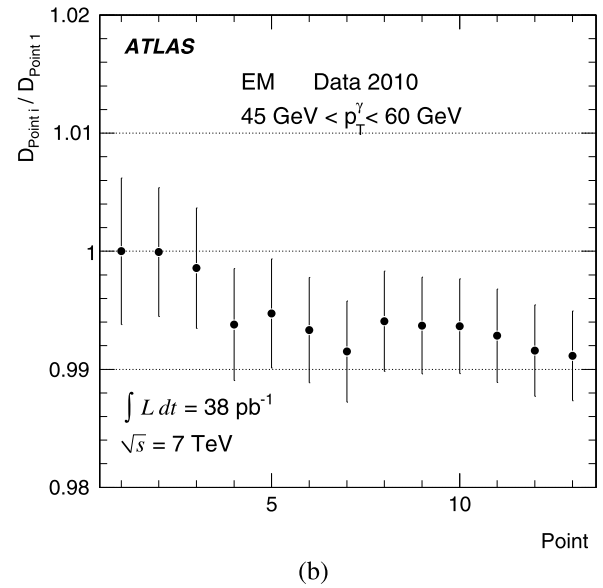 1.02
ATLAS
EM Data 2010
45 GeV < p_T^γ < 60 GeV
D_Point i / D_Point 1
1.01
1
0.99
∫ L dt = 38 pb⁻¹
√s = 7 TeV
0.98
5 10
Point
(b)